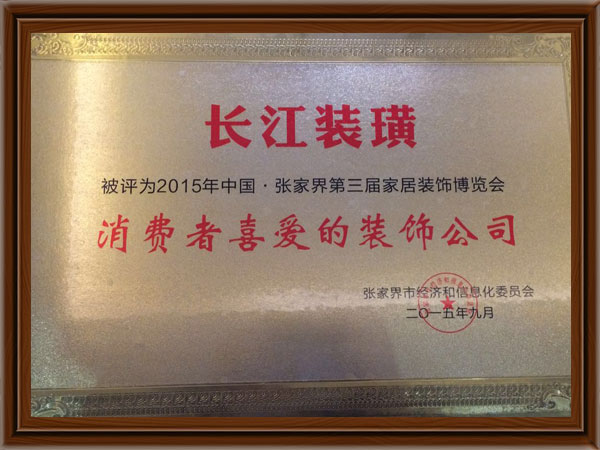 长江装璜
被评为2015年中国·张家界第三届家居装饰博览会
消费者喜爱的装饰公司
张家界市经济和信息化委员会
二〇一五年九月